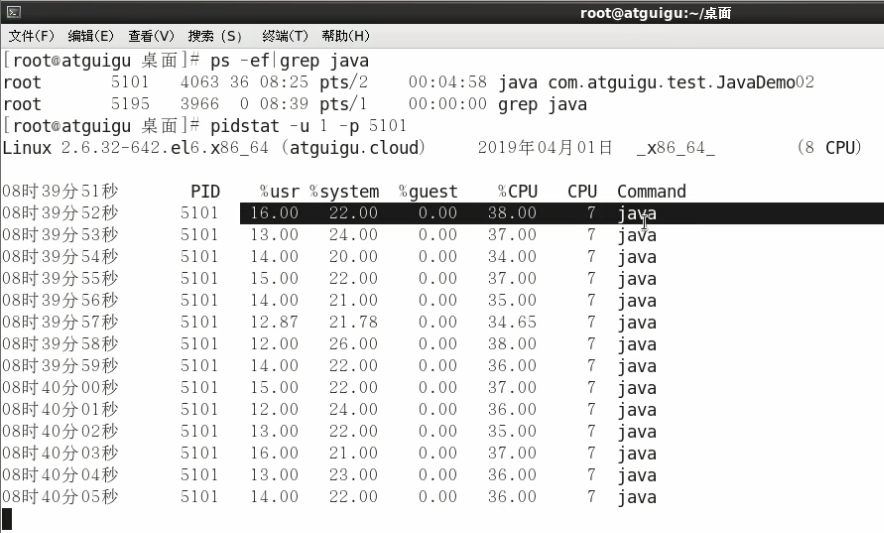 root@atguigu:~/桌面
文件(F) 编辑(E) 查看(V) 搜索 (S) 终端(T) 帮助(H)
[root@atguigu 桌面]# ps -ef|grep java
root 5101 4063 36 08:25 pts/2 00:04:58 java com.atguigu.test.JavaDemo02
root 5195 3966 0 08:39 pts/1 00:00:00 grep java
[root@atguigu 桌面]# pidstat -u 1 -p 5101
Linux 2.6.32-642.el6.x86_64 (atguigu.cloud) 2019年04月01日 _x86_64_ (8 CPU)
08时39分51秒 PID %usr %system %guest %CPU CPU Command
08时39分52秒 5101 16.00 22.00 0.00 38.00 7 java
08时39分53秒 5101 13.00 24.00 0.00 37.00 7 java
08时39分54秒 5101 14.00 20.00 0.00 34.00 7 java
08时39分55秒 5101 15.00 22.00 0.00 37.00 7 java
08时39分56秒 5101 14.00 21.00 0.00 35.00 7 java
08时39分57秒 5101 12.87 21.78 0.00 34.65 7 java
08时39分58秒 5101 12.00 26.00 0.00 38.00 7 java
08时39分59秒 5101 14.00 22.00 0.00 36.00 7 java
08时40分00秒 5101 15.00 22.00 0.00 37.00 7 java
08时40分01秒 5101 12.00 24.00 0.00 36.00 7 java
08时40分02秒 5101 13.00 22.00 0.00 35.00 7 java
08时40分03秒 5101 16.00 21.00 0.00 37.00 7 java
08时40分04秒 5101 13.00 23.00 0.00 36.00 7 java
08时40分05秒 5101 14.00 22.00 0.00 36.00 7 java